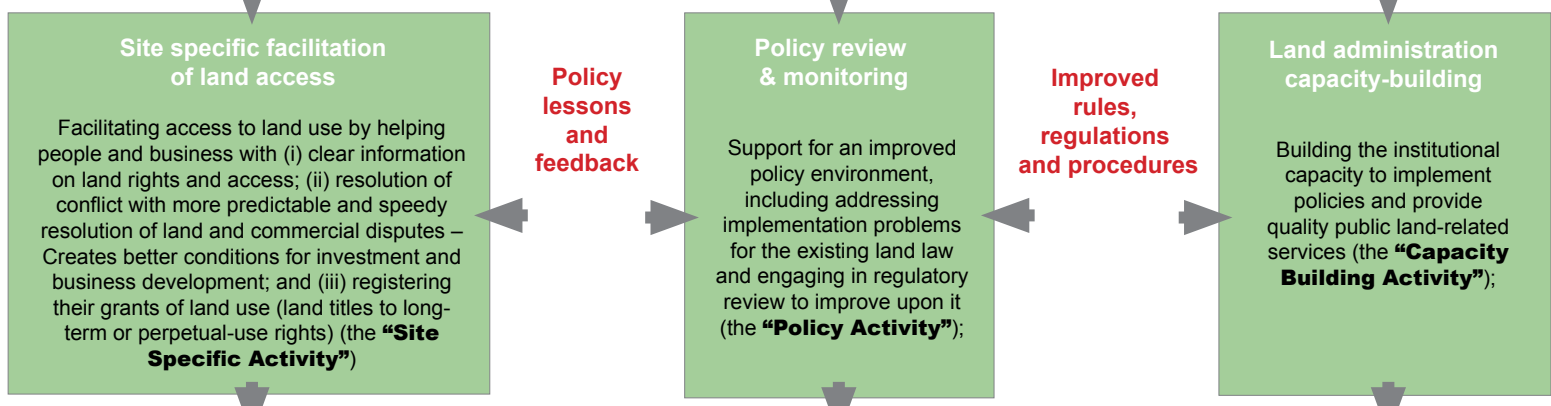 Site specific facilitation
of land access
Facilitating access to land use by helping
people and business with (i) clear information
on land rights and access; (ii) resolution of
conflict with more predictable and speedy
resolution of land and commercial disputes –
Creates better conditions for investment and
business development; and (iii) registering
their grants of land use (land titles to long-
term or perpetual-use rights) (the “Site
Specific Activity”)
Policy
lessons
and
feedback
Policy review
& monitoring
Support for an improved
policy environment,
including addressing
implementation problems
for the existing land law
and engaging in regulatory
review to improve upon it
(the “Policy Activity”);
Improved
rules,
regulations
and procedures
Land administration
capacity-building
Building the institutional
capacity to implement
policies and provide
quality public land-related
services (the “Capacity
Building Activity”);